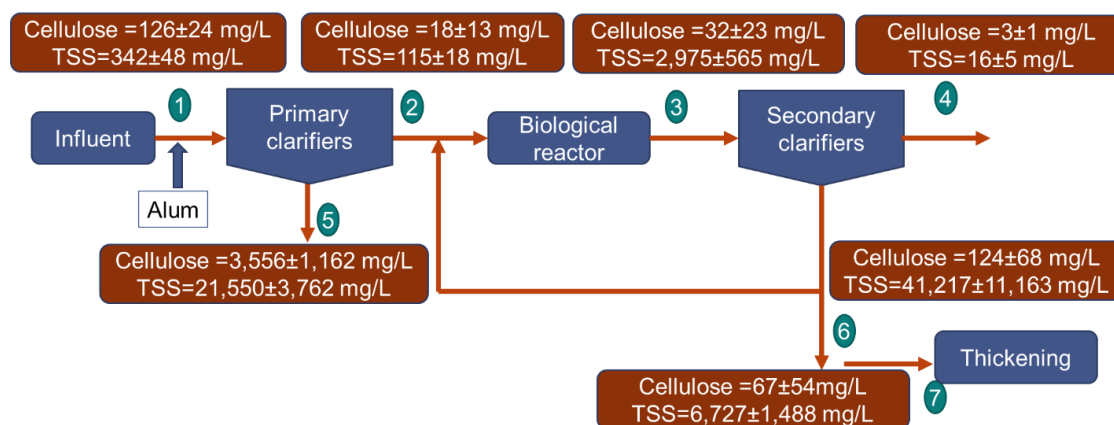 Cellulose =126±24 mg/L
TSS=342±48 mg/L
Cellulose =18±13 mg/L
TSS=115±18 mg/L
Cellulose =32±23 mg/L
TSS=2,975±565 mg/L
Cellulose =3±1 mg/L
TSS=16±5 mg/L
1
2
3
4
Influent
Primary
clarifiers
Biological
reactor
Secondary
clarifiers
Alum
5
Cellulose =3,556±1,162 mg/L
TSS=21,550±3,762 mg/L
Cellulose =124±68 mg/L
TSS=41,217±11,163 mg/L
6
Thickening
7
Cellulose =67±54mg/L
TSS=6,727±1,488 mg/L